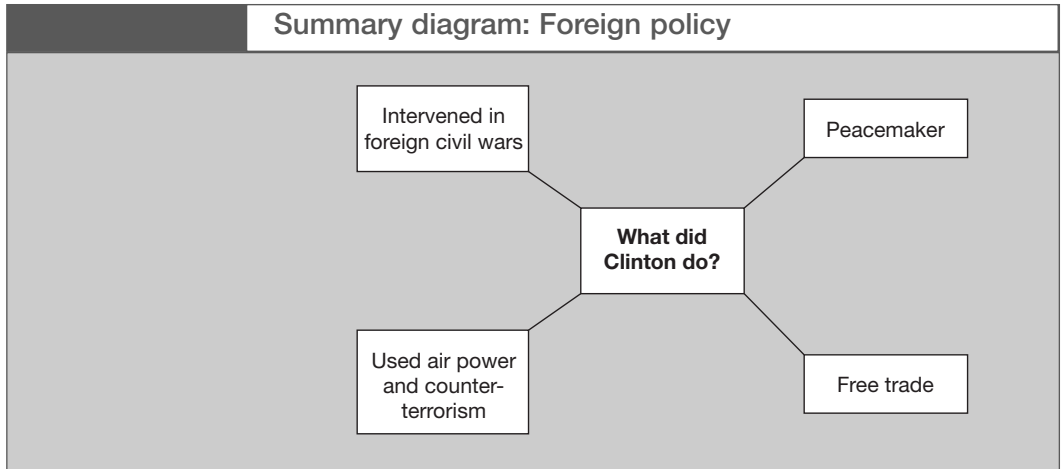 Summary diagram: Foreign policy
Intervened in
foreign civil wars
Peacemaker
What did
Clinton do?
Used air power
and counter-
terrorism
Free trade